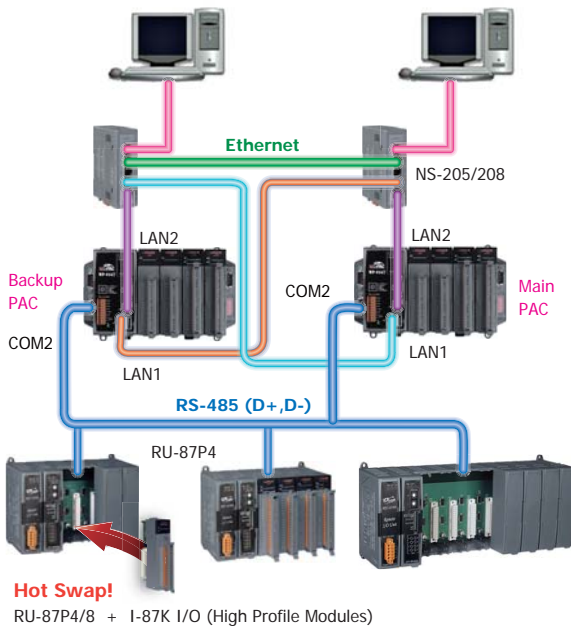 Ethernet
NS-205/208
LAN2
LAN2
Backup
PAC
COM2
Main
PAC
COM2
LAN1
LAN1
RS-485 (D+,D-)
RU-87P4
Hot Swap!
RU-87P4/8 + I-87K I/O (High Profile Modules)